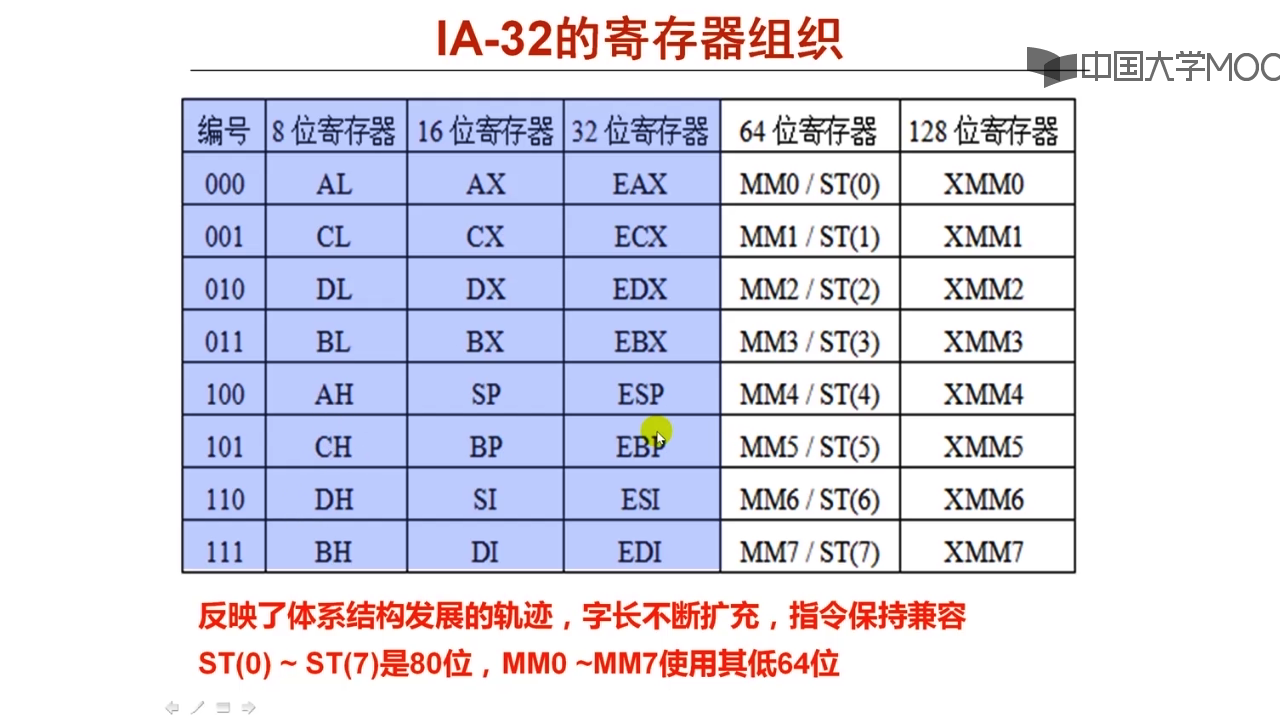 IA-32的寄存器组织
中国大学MOO
编号 8 位寄存器 16 位寄存器 32 位寄存器 64 位寄存器 128 位寄存器
000 AL AX EAX MM0 / ST(0) XMM0
001 CL CX ECX MM1 / ST(1) XMM1
010 DL DX EDX MM2 / ST(2) XMM2
011 BL BX EBX MM3 / ST(3) XMM3
100 AH SP ESP MM4 / ST(4) XMM4
101 CH BP EBP MM5 / ST(5) XMM5
110 DH SI ESI MM6 / ST(6) XMM6
111 BH DI EDI MM7 / ST(7) XMM7
反映了体系结构发展的轨迹，字长不断扩充，指令保持兼容
ST(0) ~ ST(7)是80位，MM0 ~MM7使用其低64位